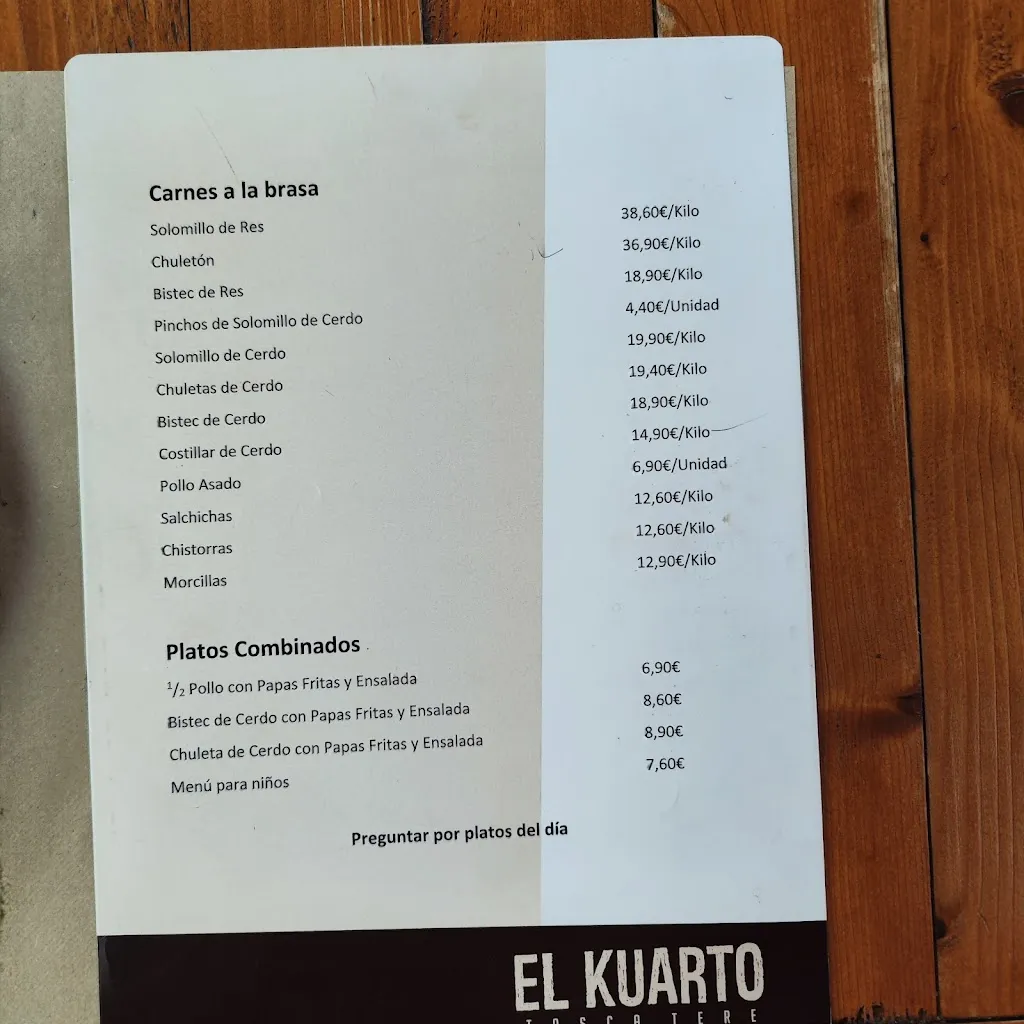 Carnes a la brasa
Solomillo de Res 38,60€/Kilo
Chuletón 36,90€/Kilo
Bistec de Res 18,90€/Kilo
Pinchos de Solomillo de Cerdo 4,40€/Unidad
Solomillo de Cerdo 19,90€/Kilo
Chuletas de Cerdo 19,40€/Kilo
Bistec de Cerdo 18,90€/Kilo
Costillar de Cerdo 14,90€/Kilo
Pollo Asado 6,90€/Unidad
Salchichas 12,60€/Kilo
Chistorras 12,60€/Kilo
Morcillas 12,90€/Kilo
Platos Combinados
1/2 Pollo con Papas Fritas y Ensalada 6,90€
Bistec de Cerdo con Papas Fritas y Ensalada 8,60€
Chuleta de Cerdo con Papas Fritas y Ensalada 8,90€
Menú para niños 7,60€
Preguntar por platos del día
EL KUARTO
TOSCA TERE